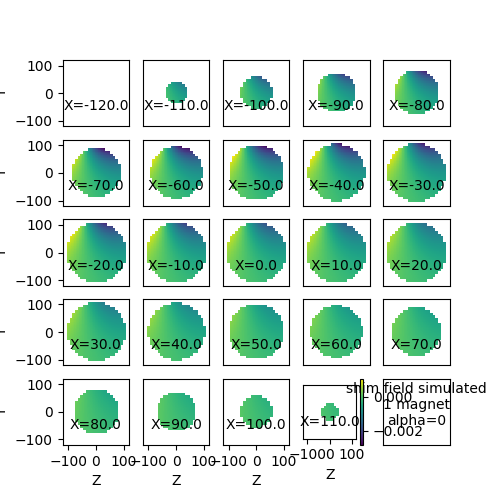 100
0
−100
X=-120.0
X=-110.0
X=-100.0
X=-90.0
X=-80.0
100
0
−100
X=-70.0
X=-60.0
X=-50.0
X=-40.0
X=-30.0
100
0
−100
X=-20.0
X=-10.0
X=0.0
X=10.0
X=20.0
100
0
−100
X=30.0
X=40.0
X=50.0
X=60.0
X=70.0
100
0
−100
X=80.0
X=90.0
X=100.0
X=110.0
0.000
−0.002
shim field simulated
1 magnet
alpha=0
−100 0 100
−100 0 100
−100 0 100
−100 0 100
Z
Z
Z
Z